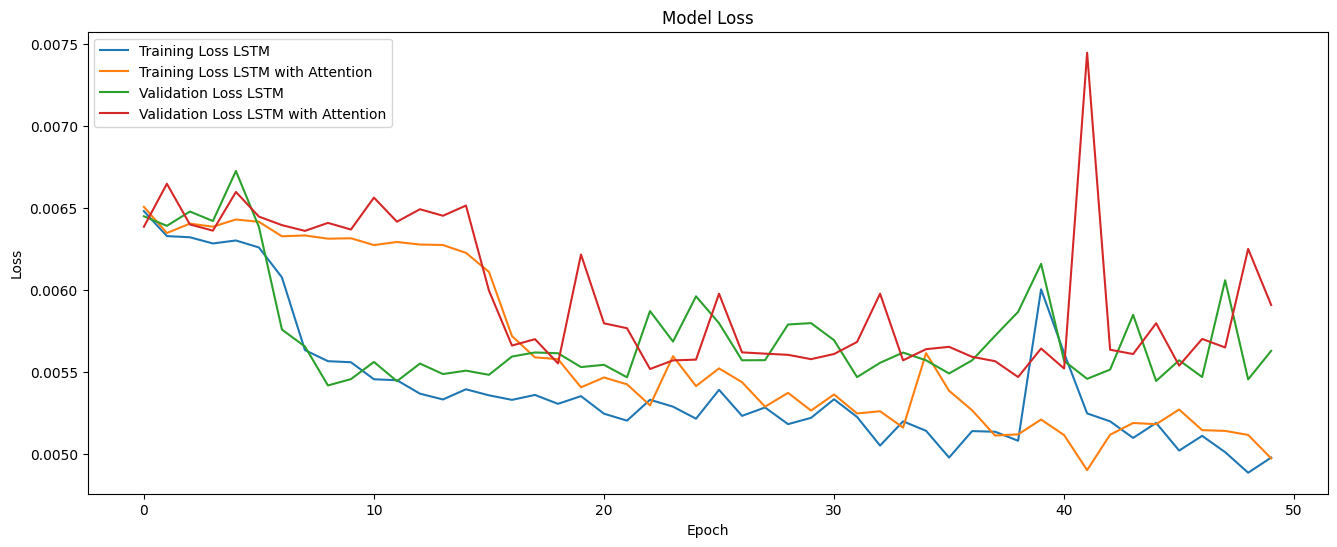 Model Loss
Training Loss LSTM
Training Loss LSTM with Attention
Validation Loss LSTM
Validation Loss LSTM with Attention
0.0075
0.0070
0.0065
0.0060
0.0055
0.0050
Loss
0 10 20 30 40 50
Epoch